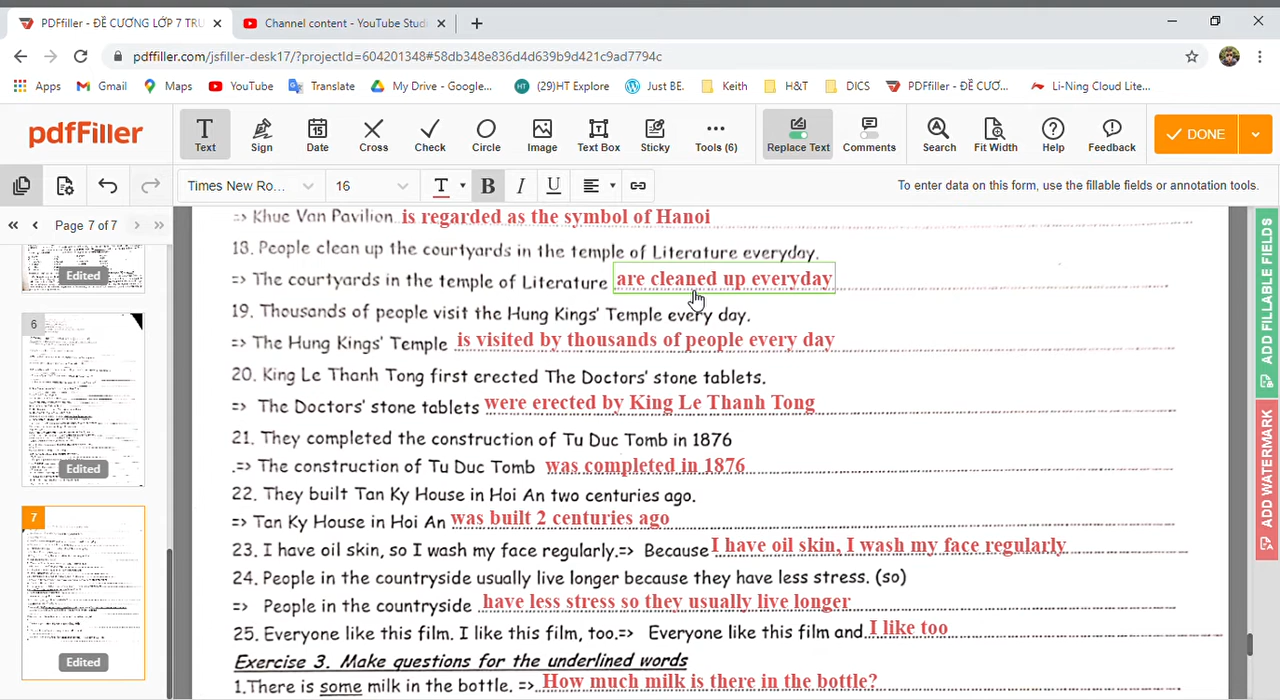 PDFFiller - ĐỀ CƯƠNG LỚP 7 TRU
Channel content - YouTube Studi
pdffiller.com/jsfiller-desk17/?projectId=604201348#58db348e836d4d639b9d421c9ad7794c
Apps Gmail Maps YouTube Translate My Drive - Google... (29)HT Explore Just BE. Keith H&T DICS PDFfiller - ĐỀ CƯƠ... Li-Ning Cloud Lite...
pdfFiller
Text Sign Date Cross Check Circle Image Text Box Sticky Tools (6) Replace Text Comments Search Fit Width Help Feedback DONE
Times New Ro... 16 T B I U To enter data on this form, use the fillable fields or annotation tools.
Page 7 of 7
Edited
6
Edited
7
Edited
=> Khue Van Pavilion is regarded as the symbol of Hanoi
18. People clean up the courtyards in the temple of Literature everyday.
=> The courtyards in the temple of Literature are cleaned up everyday
19. Thousands of people visit the Hung Kings' Temple every day.
=> The Hung Kings' Temple is visited by thousands of people every day
20. King Le Thanh Tong first erected The Doctors' stone tablets.
=> The Doctors' stone tablets were erected by King Le Thanh Tong
21. They completed the construction of Tu Duc Tomb in 1876
.=> The construction of Tu Duc Tomb was completed in 1876
22. They built Tan Ky House in Hoi An two centuries ago.
=> Tan Ky House in Hoi An was built 2 centuries ago
23. I have oil skin, so I wash my face regularly.=> Because I have oil skin, I wash my face regularly
24. People in the countryside usually live longer because they have less stress. (so)
=> People in the countryside have less stress so they usually live longer
25. Everyone like this film. I like this film, too.=> Everyone like this film and I like too
Exercise 3. Make questions for the underlined words
1.There is some milk in the bottle. => How much milk is there in the bottle?
ADD FILLABLE FIELDS
ADD WATERMARK